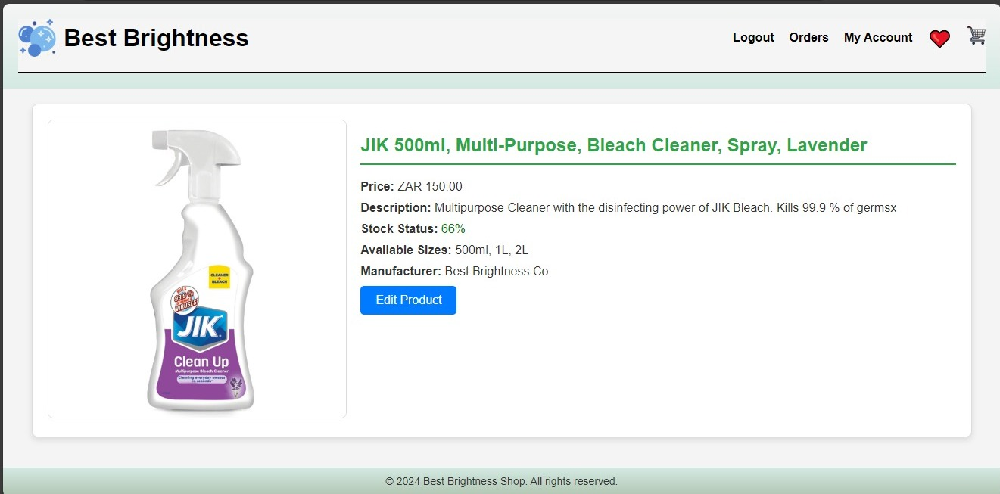 Best Brightness
Logout Orders My Account
JIK 500ml, Multi-Purpose, Bleach Cleaner, Spray, Lavender
Price: ZAR 150.00
Description: Multipurpose Cleaner with the disinfecting power of JIK Bleach. Kills 99.9 % of germsx
Stock Status: 66%
Available Sizes: 500ml, 1L, 2L
Manufacturer: Best Brightness Co.
Edit Product
CLEANER
+
BLEACH
KILLS
99.9%
VIRUSES!
JIK
Clean Up
Multipurpose Bleach Cleaner
Cleaning everyday messes
in seconds
© 2024 Best Brightness Shop. All rights reserved.